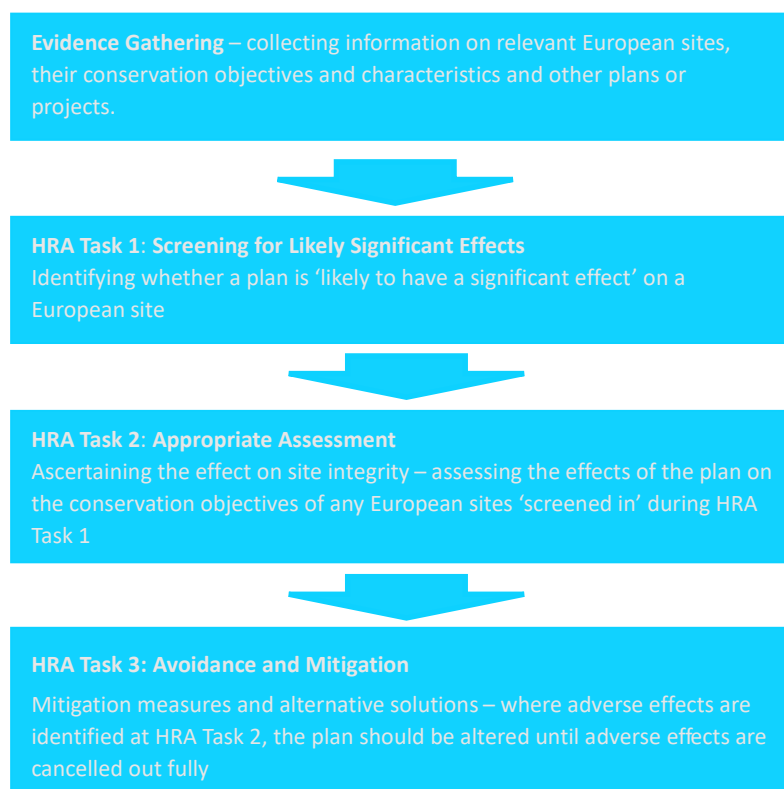 Evidence Gathering – collecting information on relevant European sites,
their conservation objectives and characteristics and other plans or
projects.
HRA Task 1: Screening for Likely Significant Effects
Identifying whether a plan is ‘likely to have a significant effect’ on a
European site
HRA Task 2: Appropriate Assessment
Ascertaining the effect on site integrity – assessing the effects of the plan on
the conservation objectives of any European sites ‘screened in’ during HRA
Task 1
HRA Task 3: Avoidance and Mitigation
Mitigation measures and alternative solutions – where adverse effects are
identified at HRA Task 2, the plan should be altered until adverse effects are
cancelled out fully